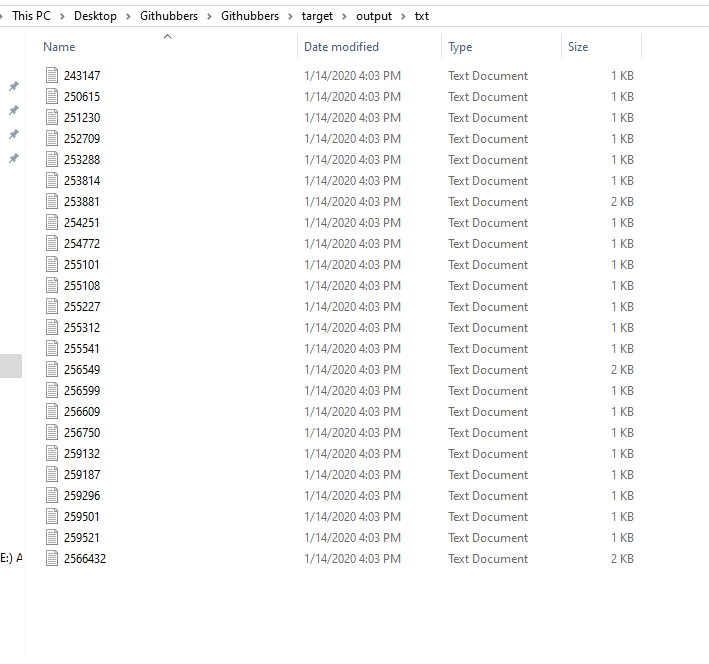 This PC > Desktop > Githubbers > Githubbers > target > output > txt
Name Date modified Type Size
243147 1/14/2020 4:03 PM Text Document 1 KB
250615 1/14/2020 4:03 PM Text Document 1 KB
251230 1/14/2020 4:03 PM Text Document 1 KB
252709 1/14/2020 4:03 PM Text Document 1 KB
253288 1/14/2020 4:03 PM Text Document 1 KB
253814 1/14/2020 4:03 PM Text Document 1 KB
253881 1/14/2020 4:03 PM Text Document 2 KB
254251 1/14/2020 4:03 PM Text Document 1 KB
254772 1/14/2020 4:03 PM Text Document 1 KB
255101 1/14/2020 4:03 PM Text Document 1 KB
255108 1/14/2020 4:03 PM Text Document 1 KB
255227 1/14/2020 4:03 PM Text Document 1 KB
255312 1/14/2020 4:03 PM Text Document 1 KB
255541 1/14/2020 4:03 PM Text Document 1 KB
256549 1/14/2020 4:03 PM Text Document 2 KB
256599 1/14/2020 4:03 PM Text Document 1 KB
256609 1/14/2020 4:03 PM Text Document 1 KB
256750 1/14/2020 4:03 PM Text Document 1 KB
259132 1/14/2020 4:03 PM Text Document 1 KB
259187 1/14/2020 4:03 PM Text Document 1 KB
259296 1/14/2020 4:03 PM Text Document 1 KB
259501 1/14/2020 4:03 PM Text Document 1 KB
259521 1/14/2020 4:03 PM Text Document 1 KB
E:) A 2566432 1/14/2020 4:03 PM Text Document 2 KB